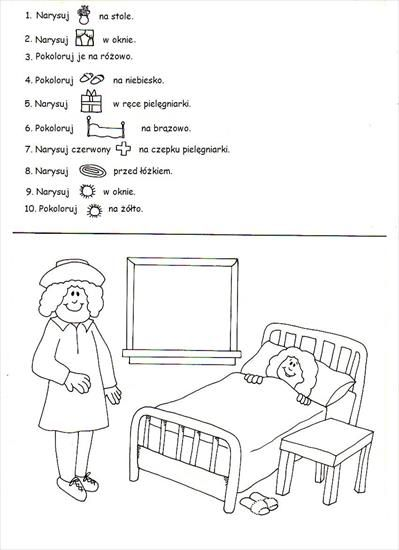 1. Narysuj na stole.
2. Narysuj w oknie.
3. Pokoloruj je na różowo.
4. Pokoloruj na niebiesko.
5. Narysuj w ręce pielęgniarki.
6. Pokoloruj na brązowo.
7. Narysuj czerwony na czepku pielęgniarki.
8. Narysuj przed łóżkiem.
9. Narysuj w oknie.
10. Pokoloruj na żółto.